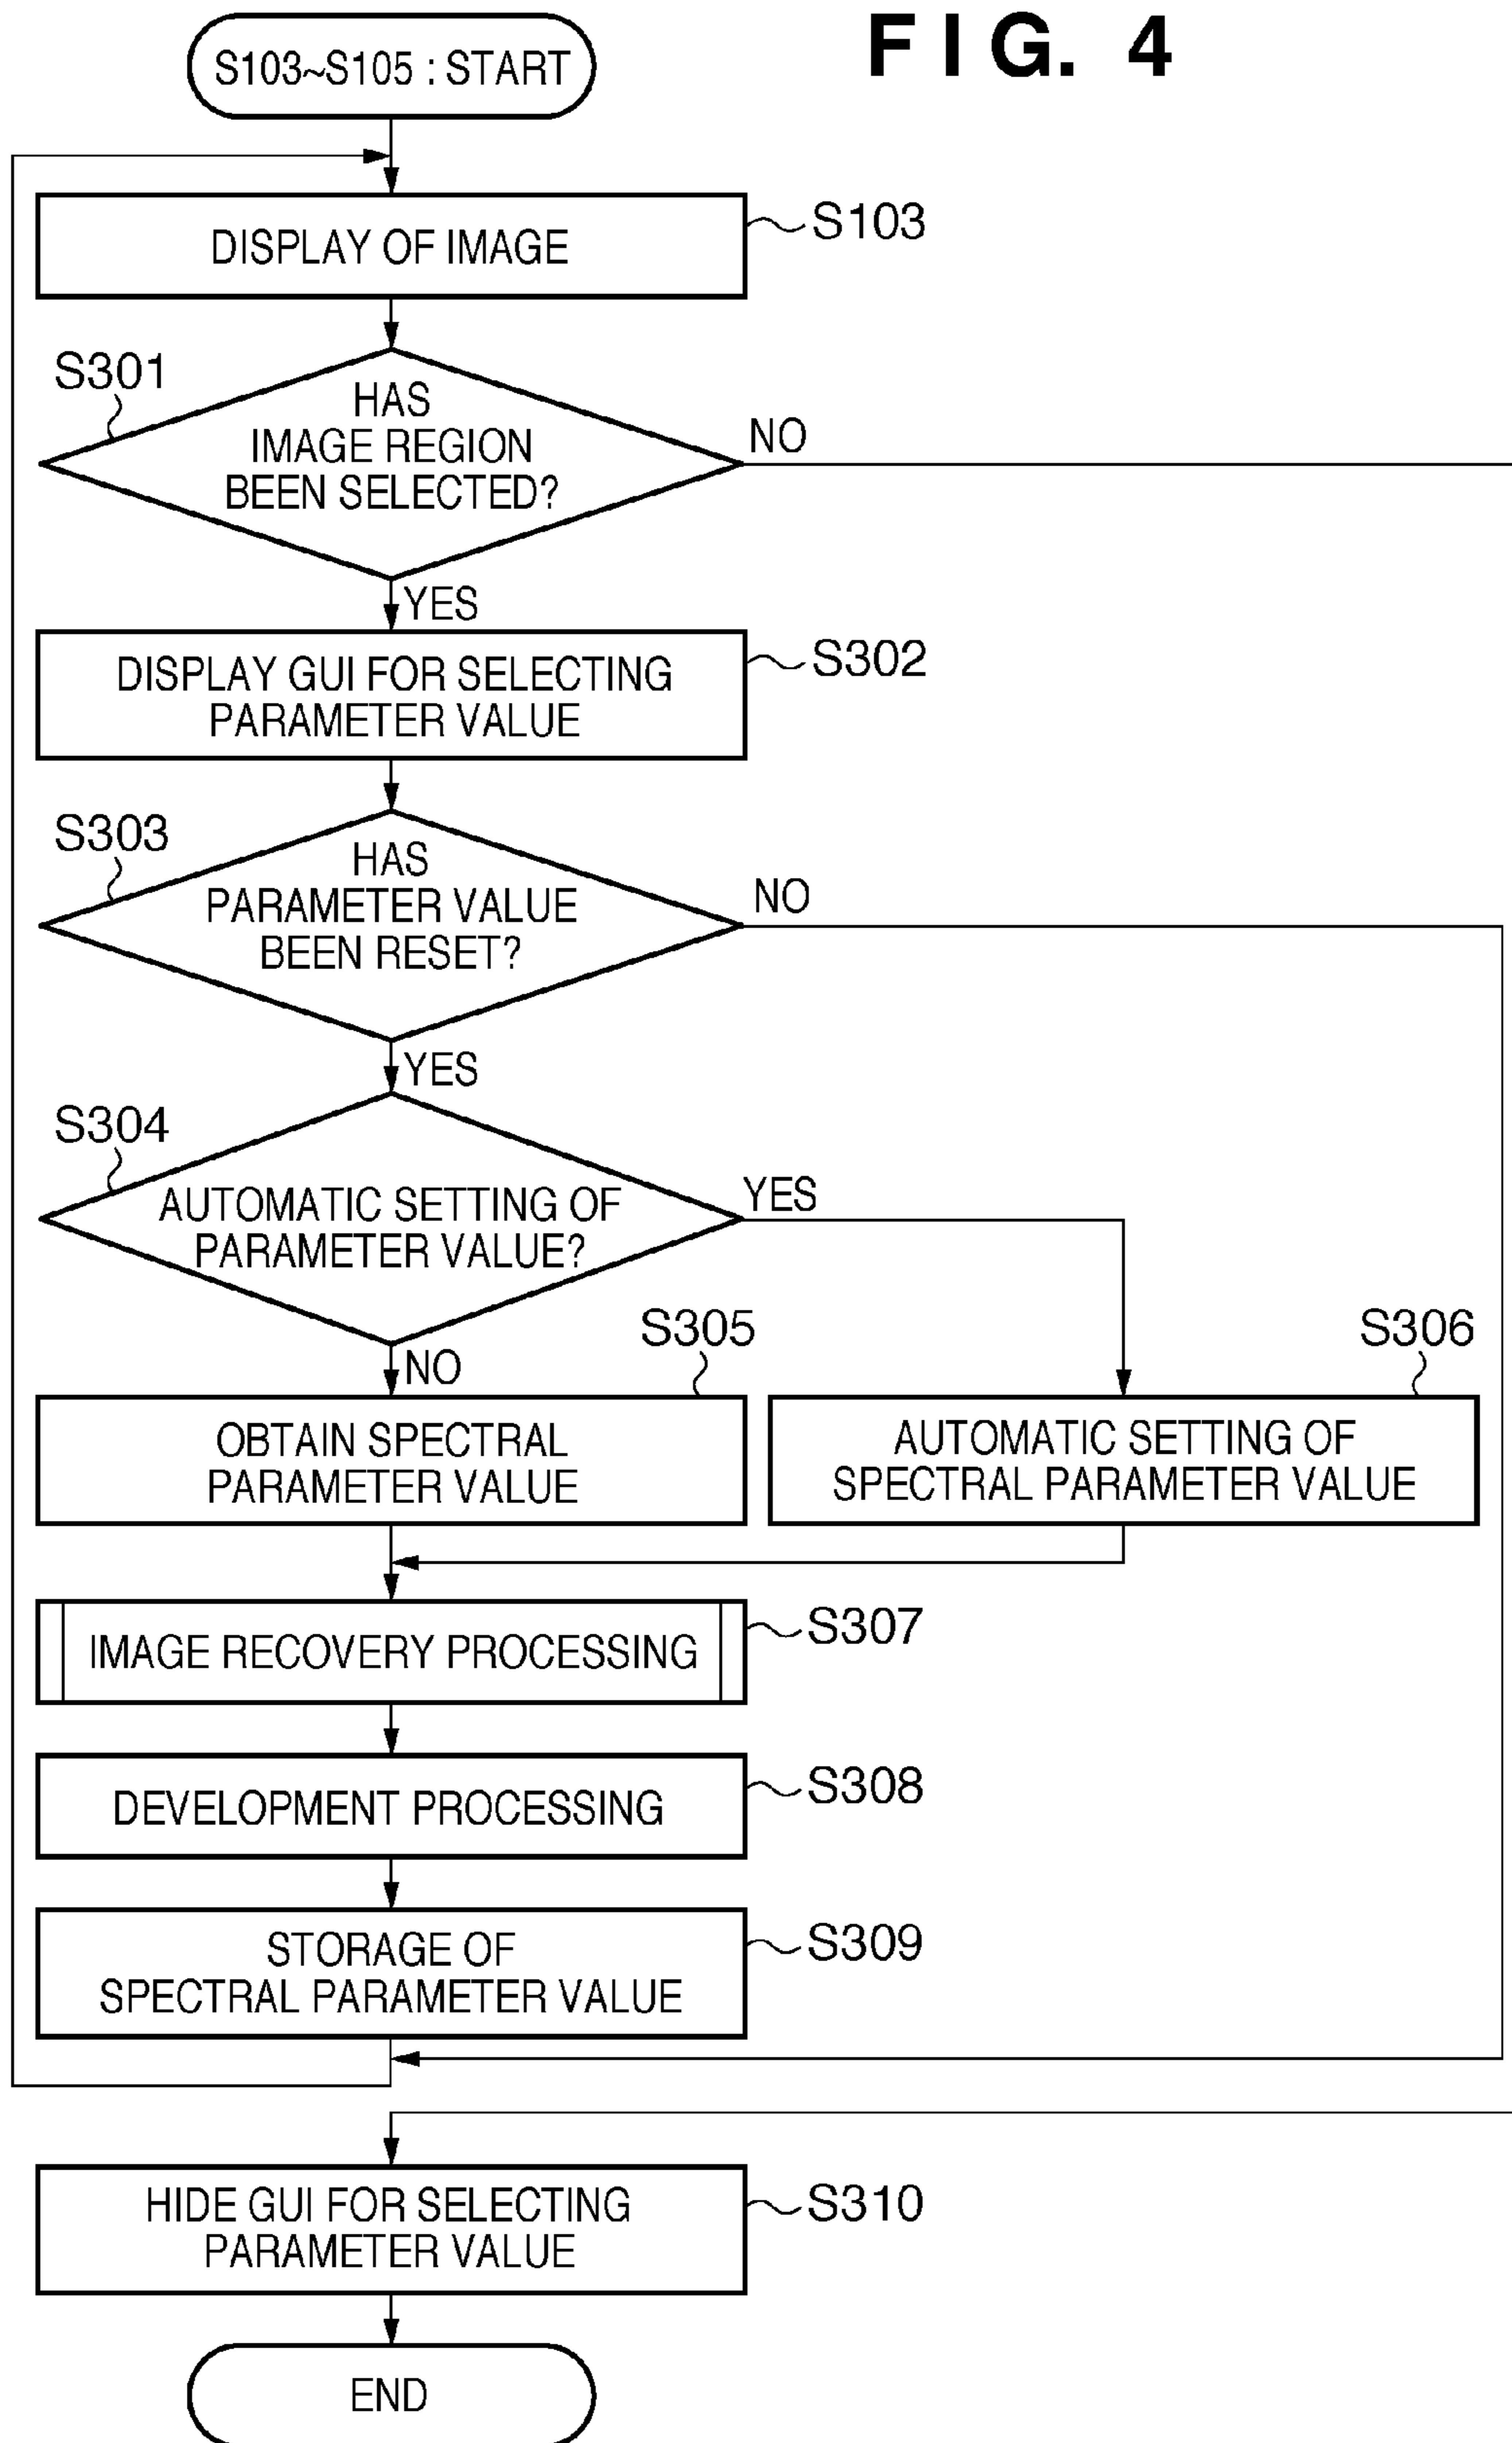 FIG. 4
S103~S105 : START
DISPLAY OF IMAGE
S103
S301
HAS
IMAGE REGION
BEEN SELECTED?
NO
YES
DISPLAY GUI FOR SELECTING
PARAMETER VALUE
S302
S303
HAS
PARAMETER VALUE
BEEN RESET?
NO
YES
S304
AUTOMATIC SETTING OF
PARAMETER VALUE?
YES
NO
S305
OBTAIN SPECTRAL
PARAMETER VALUE
S306
AUTOMATIC SETTING OF
SPECTRAL PARAMETER VALUE
IMAGE RECOVERY PROCESSING
S307
DEVELOPMENT PROCESSING
S308
STORAGE OF
SPECTRAL PARAMETER VALUE
S309
HIDE GUI FOR SELECTING
PARAMETER VALUE
S310
END